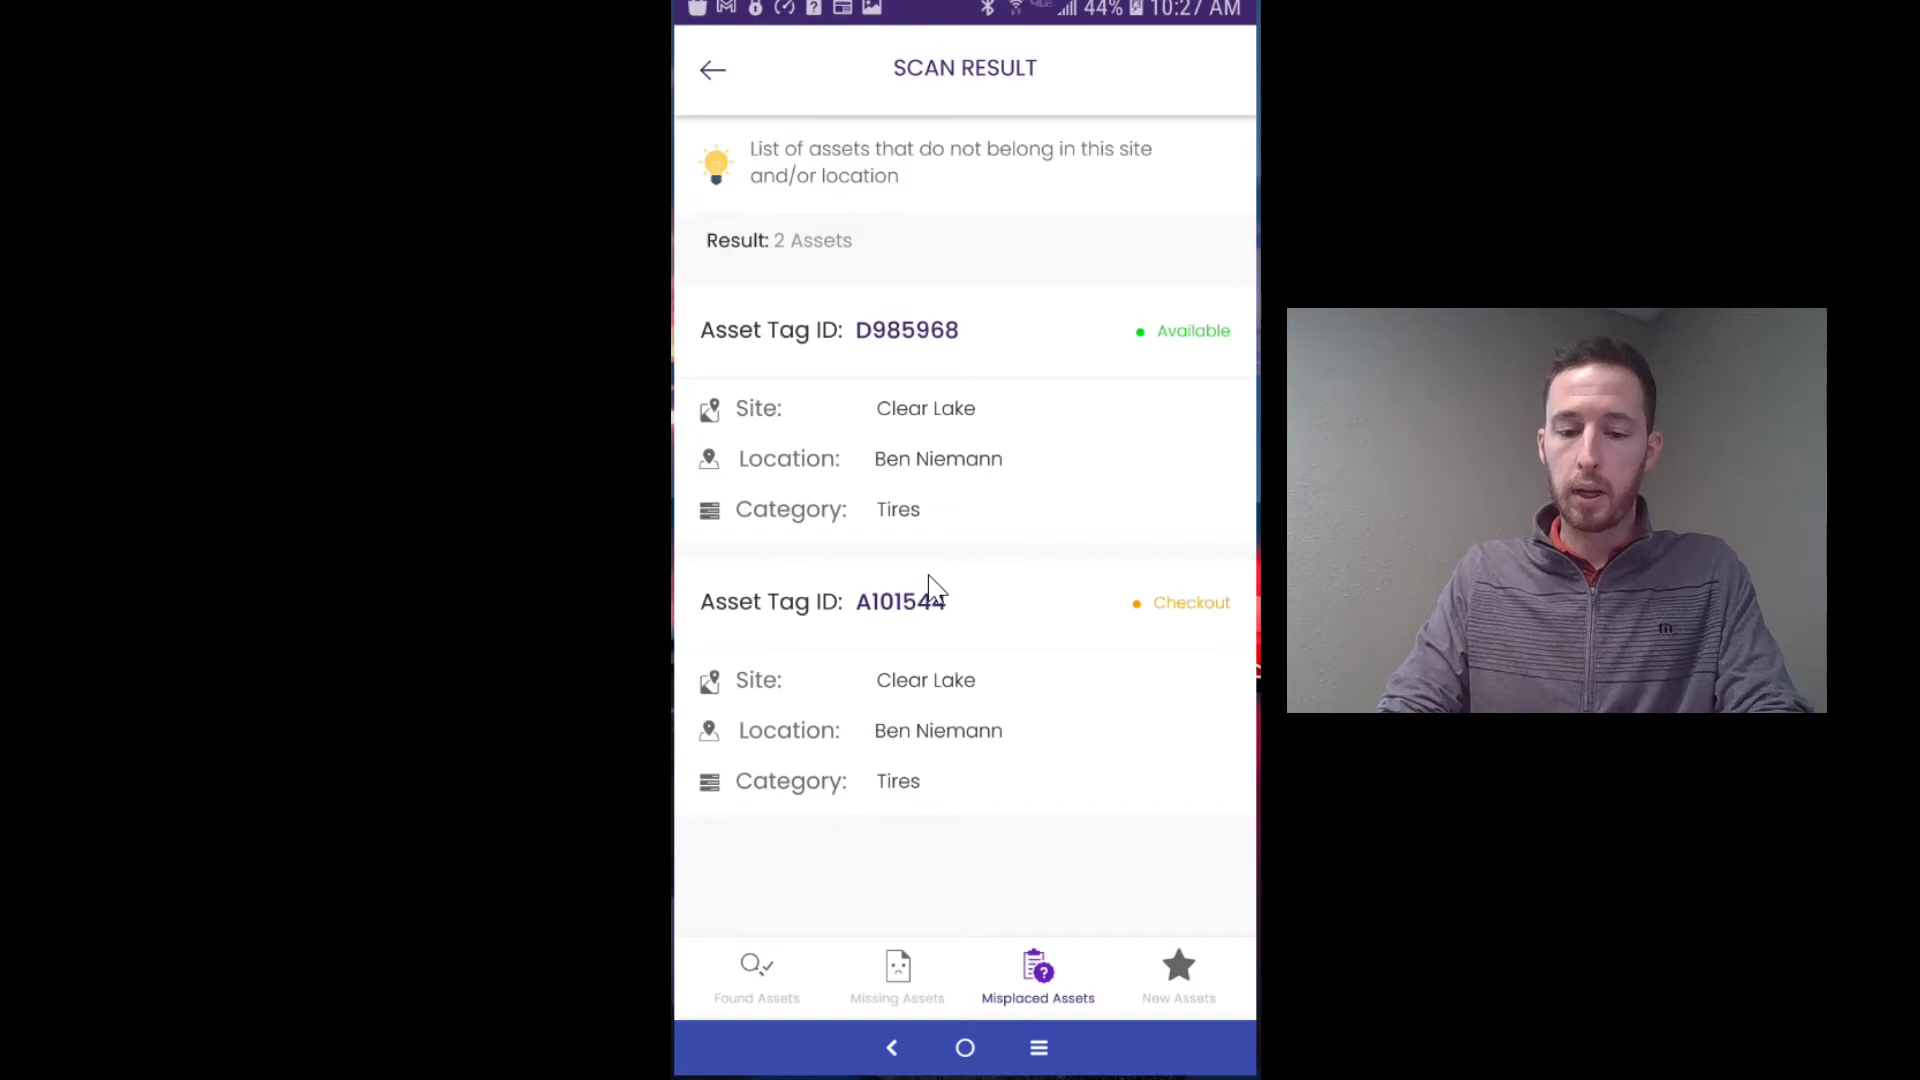 44% 10:27 AM
SCAN RESULT
List of assets that do not belong in this site
and/or location
Result: 2 Assets
Asset Tag ID: D985968 Available
Site: Clear Lake
Location: Ben Niemann
Category: Tires
Asset Tag ID: A101544 Checkout
Site: Clear Lake
Location: Ben Niemann
Category: Tires
Found Assets Missing Assets Misplaced Assets New Assets